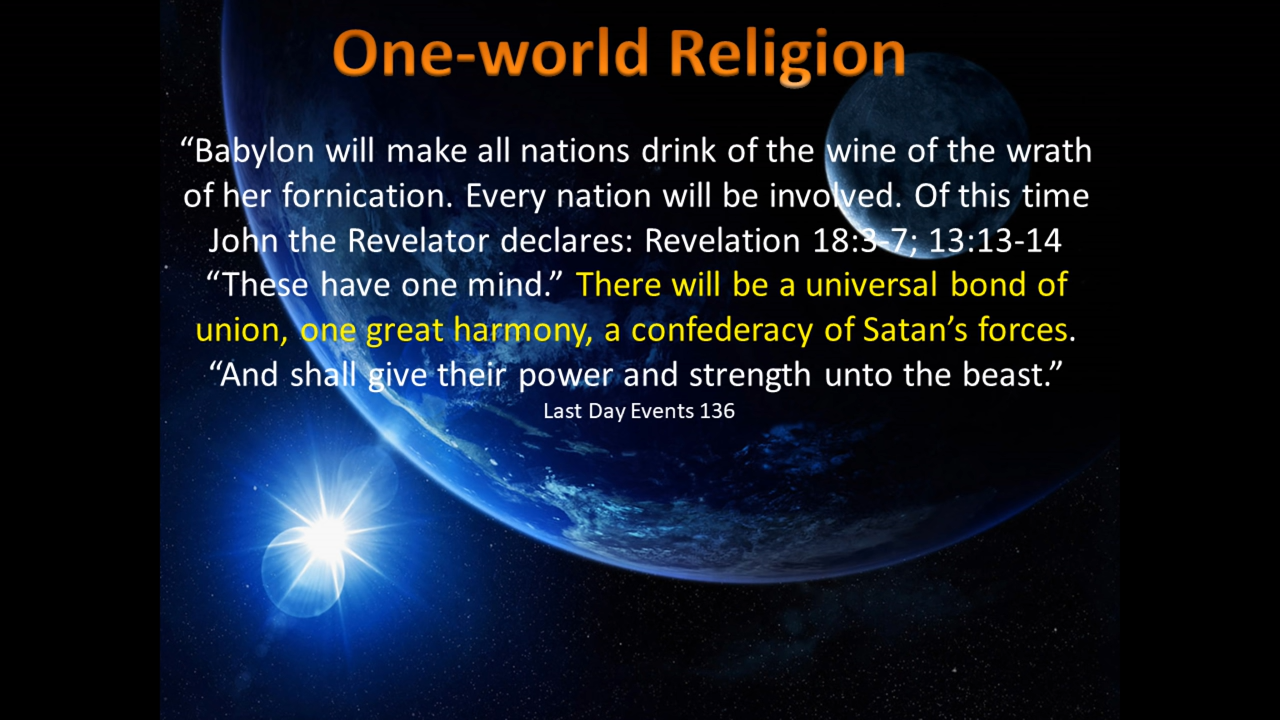 One-world Religion
“Babylon will make all nations drink of the wine of the wrath
of her fornication. Every nation will be involved. Of this time
John the Revelator declares: Revelation 18:3-7; 13:13-14
“These have one mind.” There will be a universal bond of
union, one great harmony, a confederacy of Satan’s forces.
“And shall give their power and strength unto the beast.”
Last Day Events 136